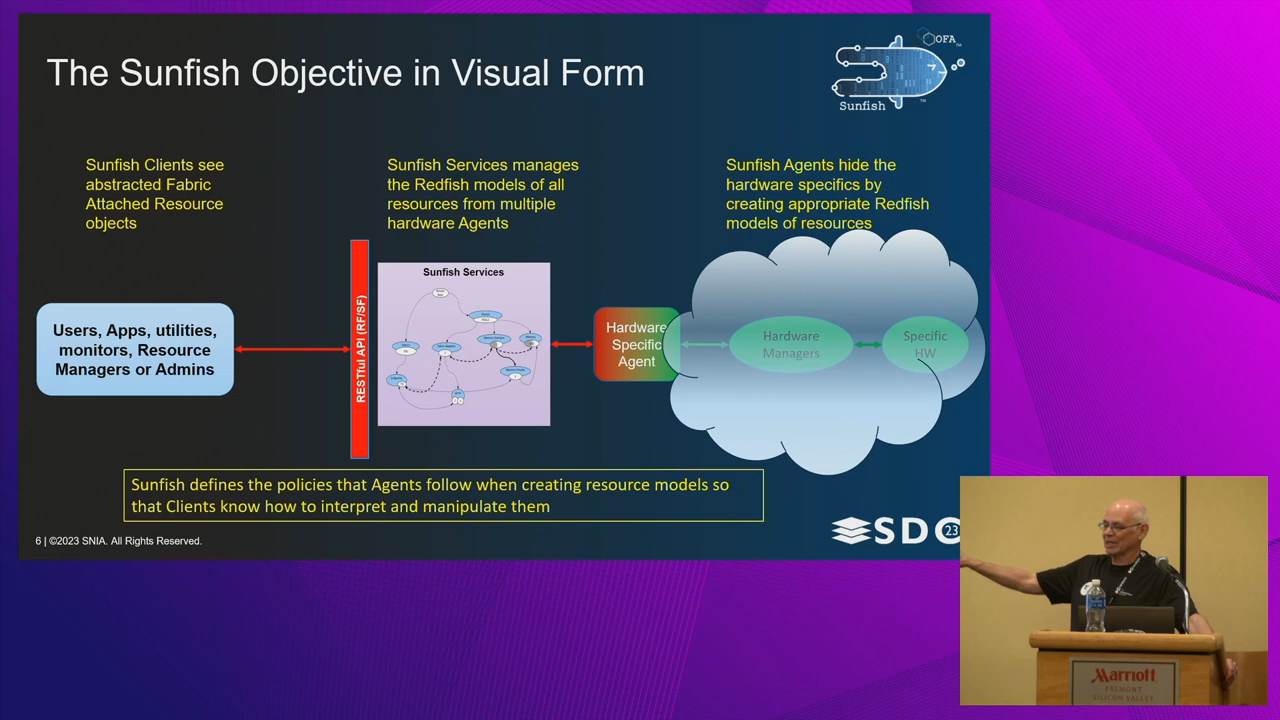 The Sunfish Objective in Visual Form
OFA
TM
Sunfish
TM
Sunfish Clients see
abstracted Fabric
Attached Resource
objects
Sunfish Services manages
the Redfish models of all
resources from multiple
hardware Agents
Sunfish Agents hide the
hardware specifics by
creating appropriate Redfish
models of resources
Users, Apps, utilities,
monitors, Resource
Managers or Admins
RESTful API (RF/SF)
Sunfish Services
Hardware
Specific
Agent
Hardware
Managers
Specific
HW
Sunfish defines the policies that Agents follow when creating resource models so
that Clients know how to interpret and manipulate them
6 | ©2023 SNIA. All Rights Reserved.
SDC
23
Marriott
FREMONT
SILICON VALLEY